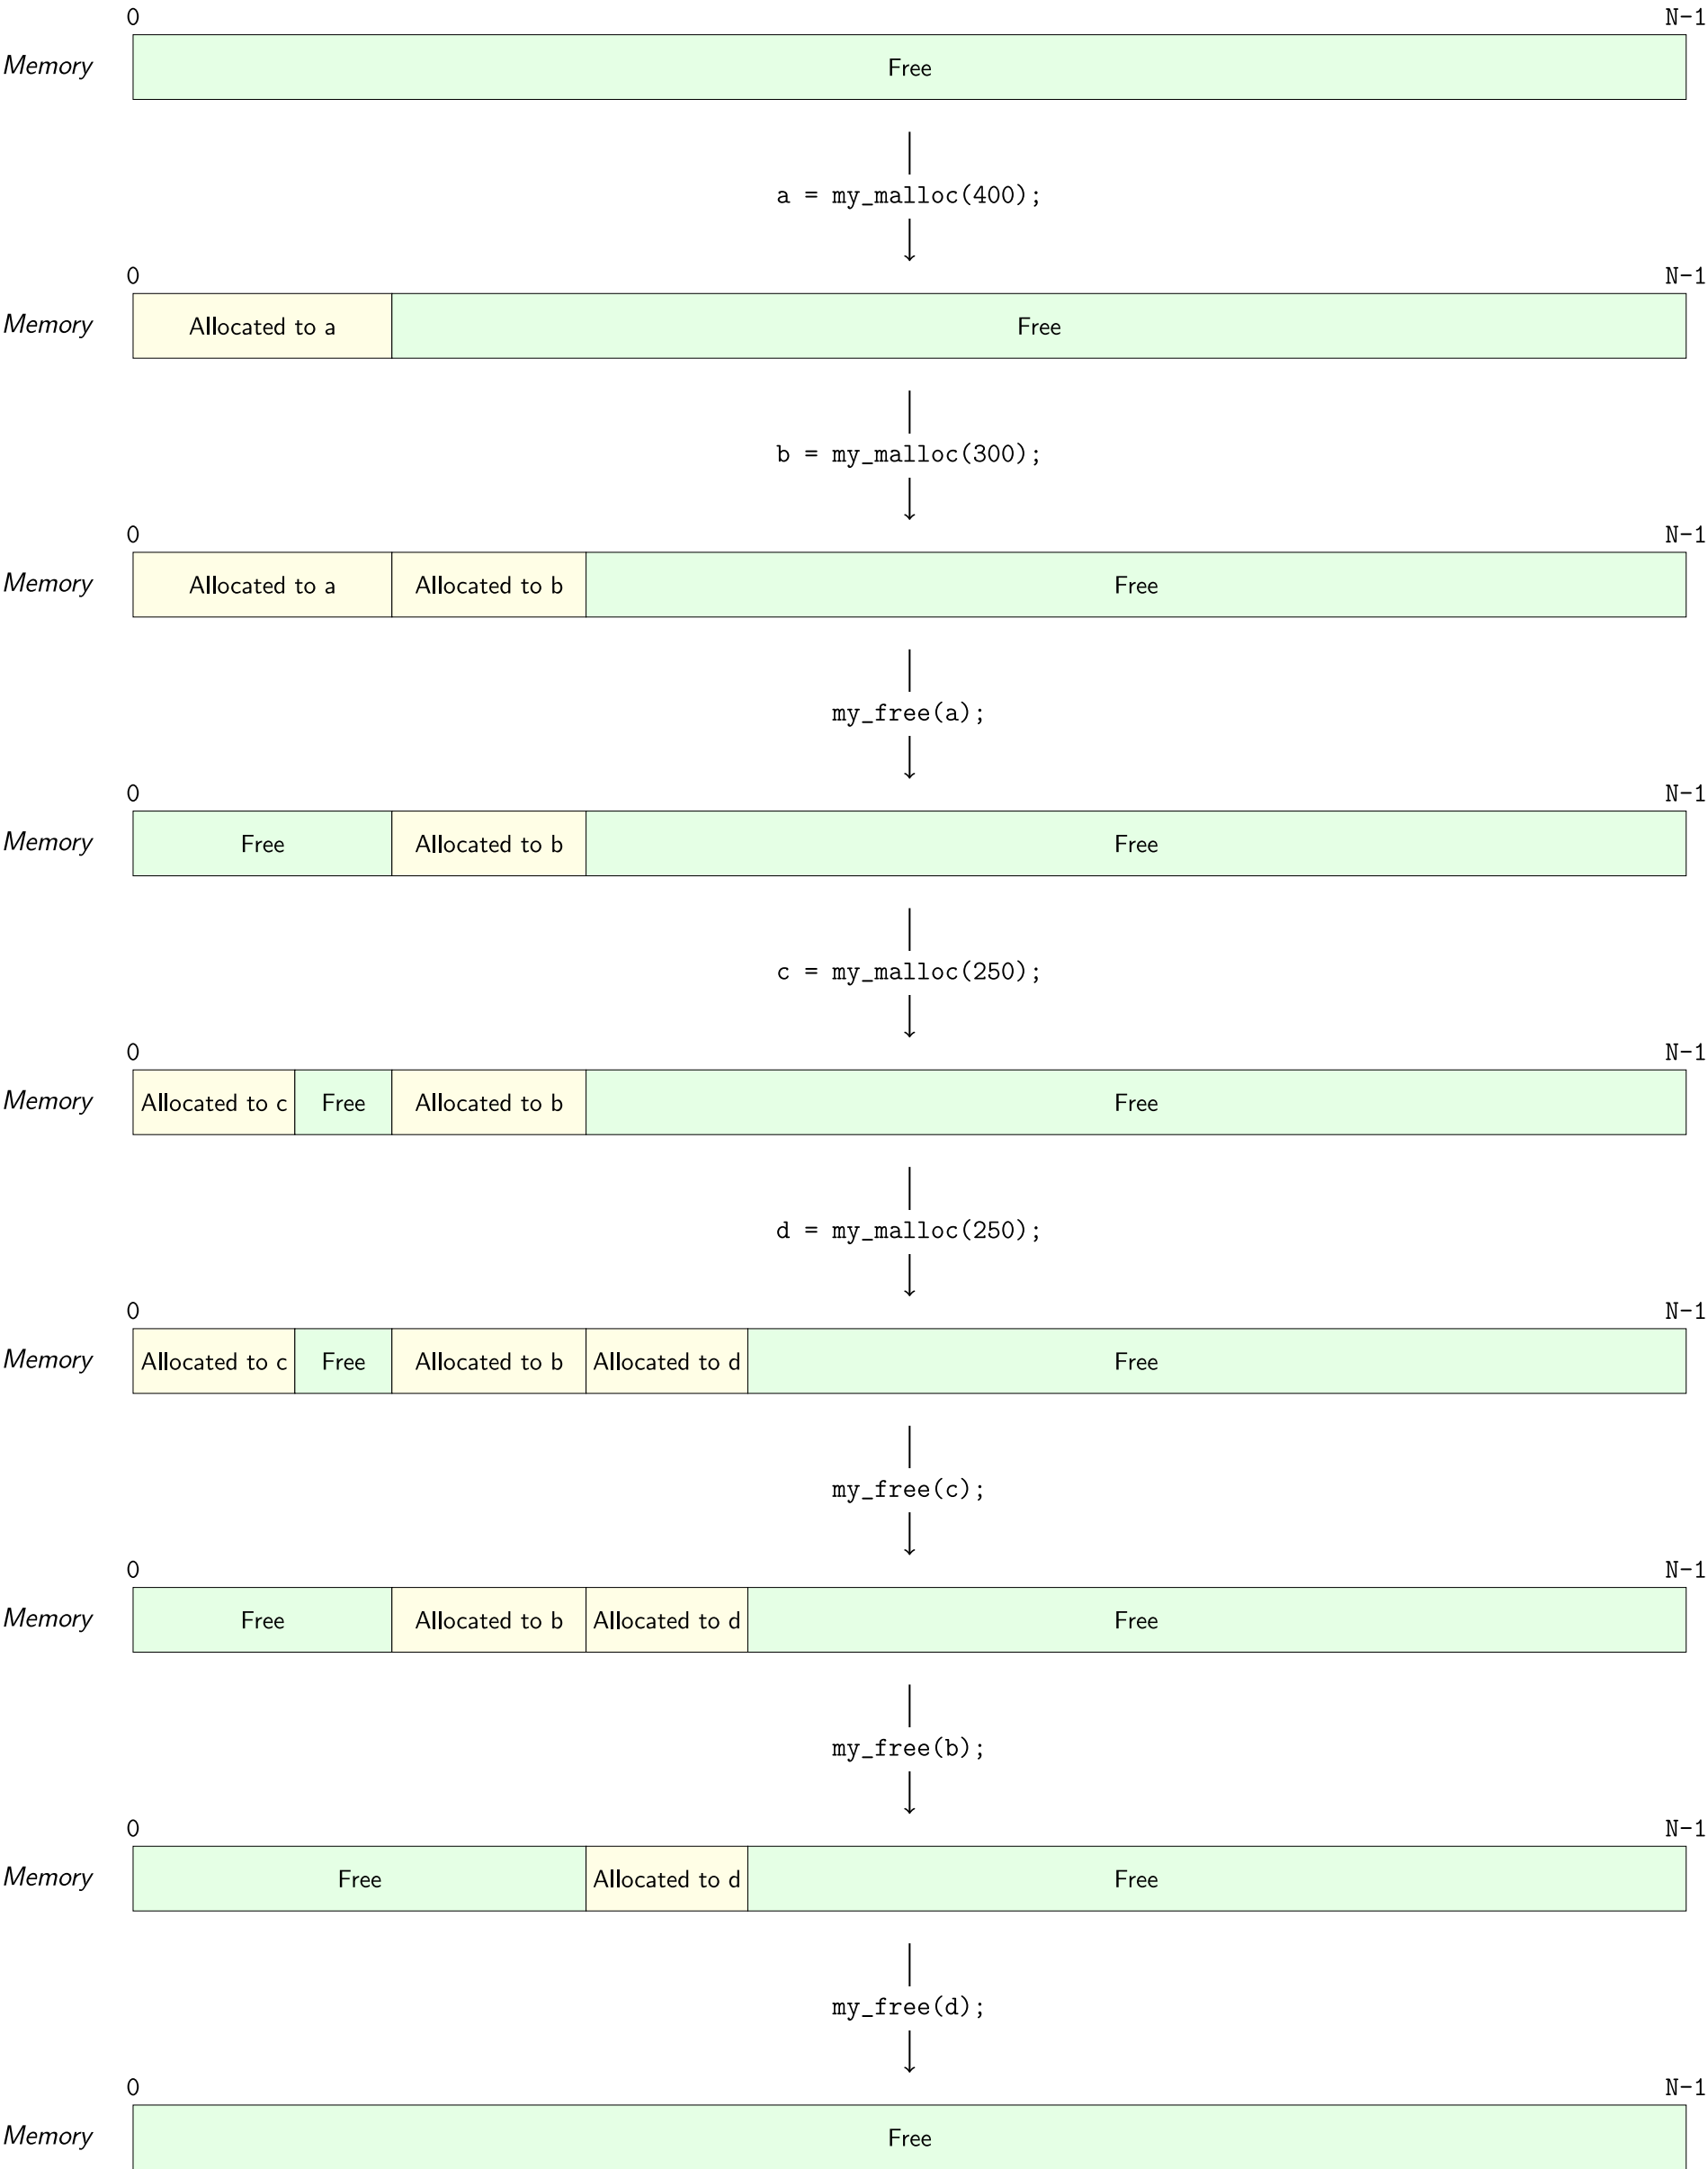 0 N-1
Memory Free
a = my_malloc(400);
0 N-1
Memory Allocated to a Free
b = my_malloc(300);
0 N-1
Memory Allocated to a Allocated to b Free
my_free(a);
0 N-1
Memory Free Allocated to b Free
c = my_malloc(250);
0 N-1
Memory Allocated to c Free Allocated to b Free
d = my_malloc(250);
0 N-1
Memory Allocated to c Free Allocated to b Allocated to d Free
my_free(c);
0 N-1
Memory Free Allocated to b Allocated to d Free
my_free(b);
0 N-1
Memory Free Allocated to d Free
my_free(d);
0 N-1
Memory Free